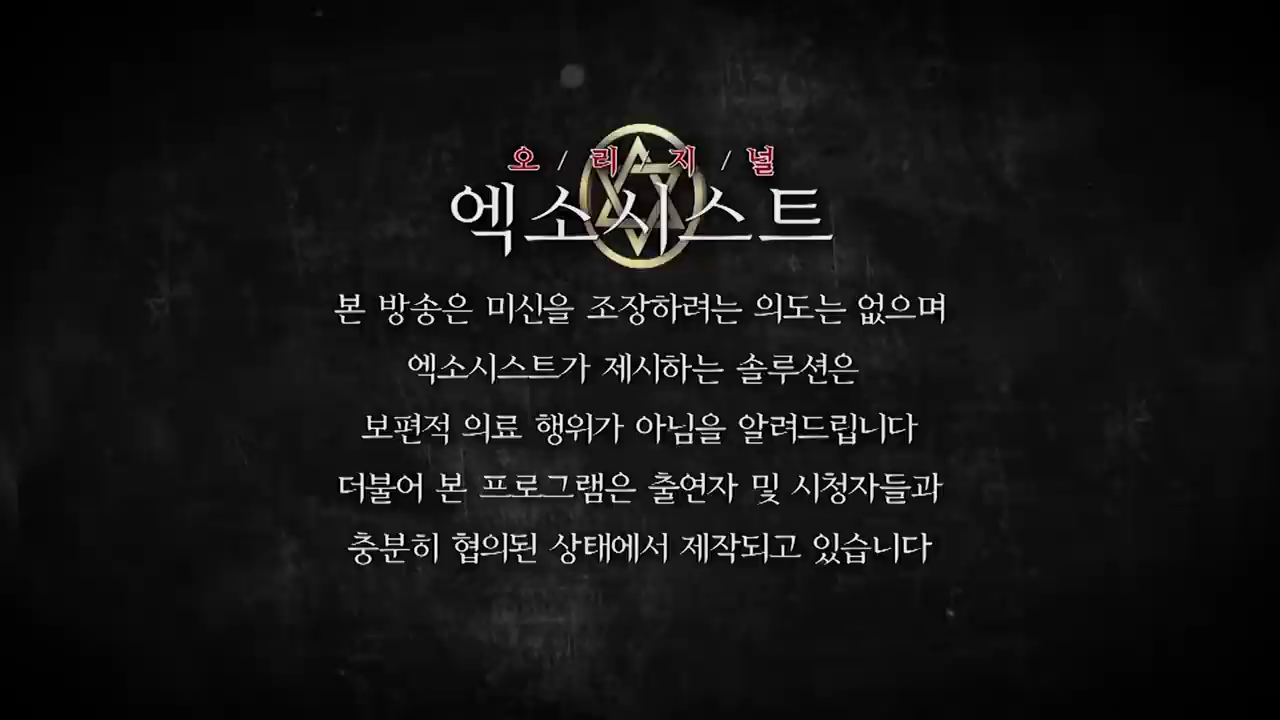 오/리/지/널
엑소시스트
본 방송은 미신을 조장하려는 의도는 없으며
엑소시스트가 제시하는 솔루션은
보편적 의료 행위가 아님을 알려드립니다
더불어 본 프로그램은 출연자 및 시청자들과
충분히 협의된 상태에서 제작되고 있습니다